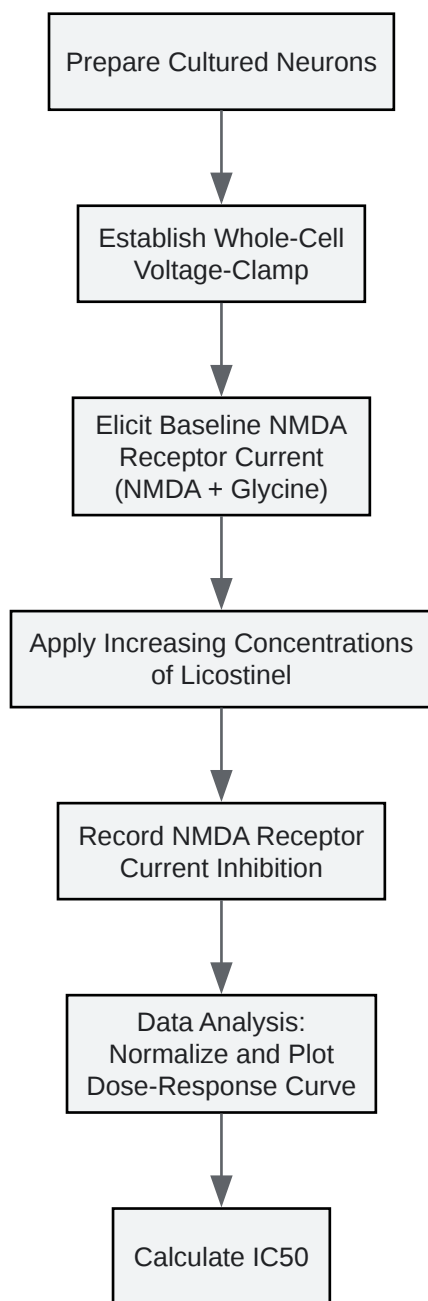 Prepare Cultured Neurons
Establish Whole-Cell
Voltage-Clamp
Elicit Baseline NMDA
Receptor Current
(NMDA + Glycine)
Apply Increasing Concentrations
of Licostinel
Record NMDA Receptor
Current Inhibition
Data Analysis:
Normalize and Plot
Dose-Response Curve
Calculate IC50